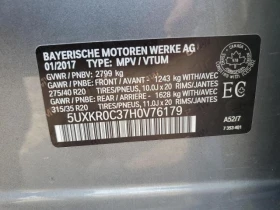 BAYERISCHE MOTOREN WERKE AG
01/2017 TYPE: MPV / VTUM
GVWR / PNBV: 2799 kg
GAWR / PNBE: FRONT / AVANT - 1243 kg WITH/AVEC
275/40 R20 TIRES/PNEUS, 10.0J x 20 RIMS/JANTES
GAWR / PNBE: REAR / ARRIERE - 1628 kg WITH/AVEC
315/35 R20 TIRES/PNEUS, 11.0J x 20 RIMS/JANTES
5UXKR0C37H0V76179
EC
A52/7